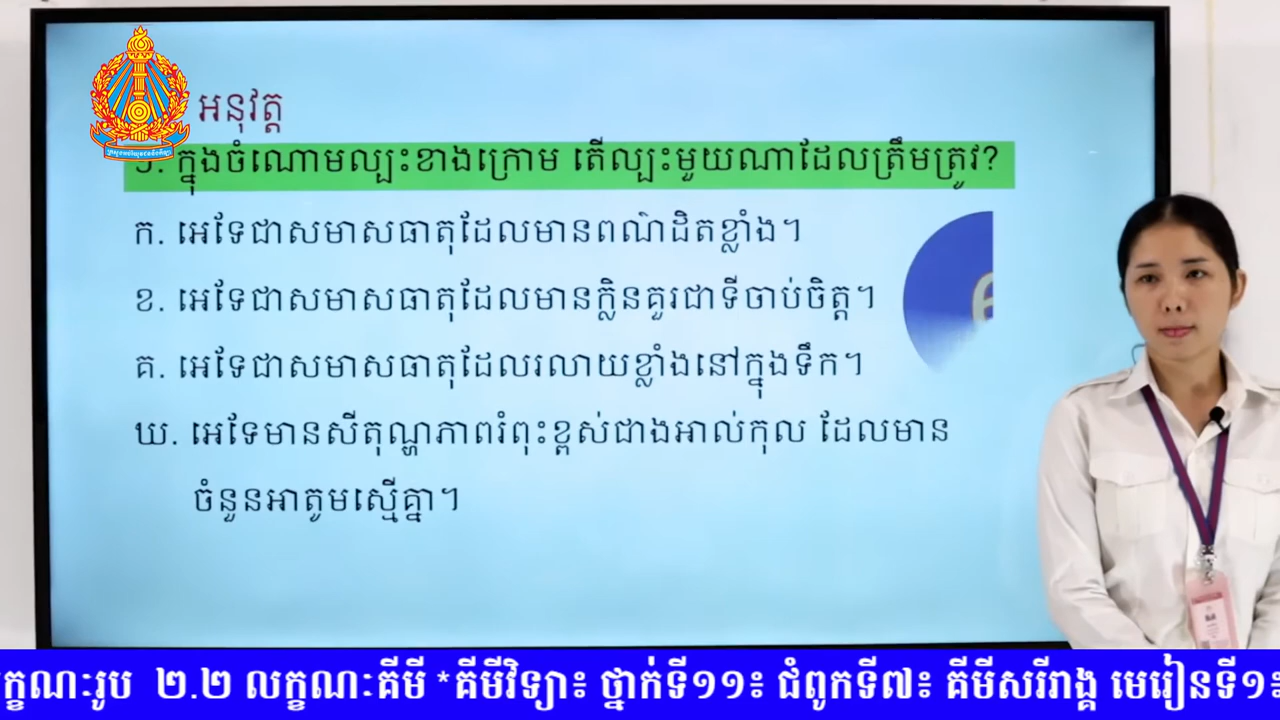 អនុវត្ត
១. ក្នុងចំណោមល្បះខាងក្រោម តើល្បះមួយណាដែលត្រឹមត្រូវ?
ក. អេទែជាសមាសធាតុដែលមានពណ៌ដិតខ្លាំង។
ខ. អេទែជាសមាសធាតុដែលមានក្លិនគួរជាទីចាប់ចិត្ត។
គ. អេទែជាសមាសធាតុដែលរលាយខ្លាំងនៅក្នុងទឹក។
ឃ. អេទែមានសីតុណ្ហភាពរំពុះខ្ពស់ជាងអាល់កុល ដែលមាន
ចំនួនអាតូមស្មើគ្នា។
ក្ខណៈរូប ២.២ លក្ខណៈគីមី *គីមីវិទ្យា៖ ថ្នាក់ទី១១៖ ជំពូកទី៧៖ គីមីសរីរាង្គ មេរៀនទី១៖